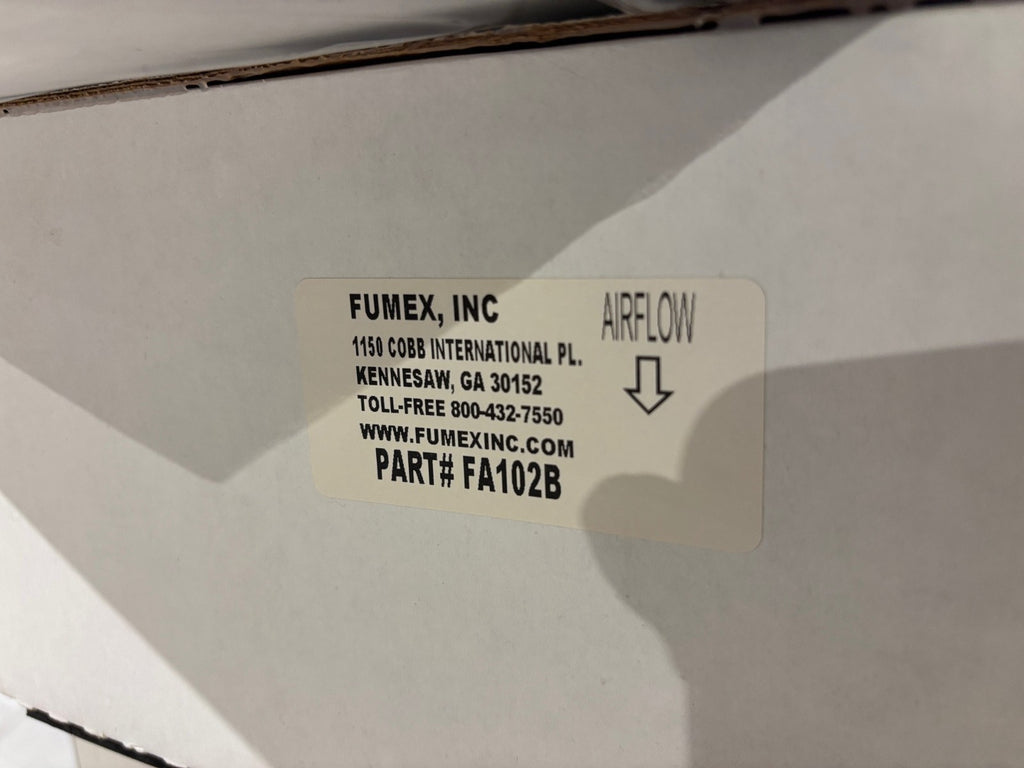 FUMEX, INC
1150 COBB INTERNATIONAL PL.
KENNESAW, GA 30152
TOLL-FREE 800-432-7550
WWW.FUMEXINC.COM
PART# FA102B
AIRFLOW